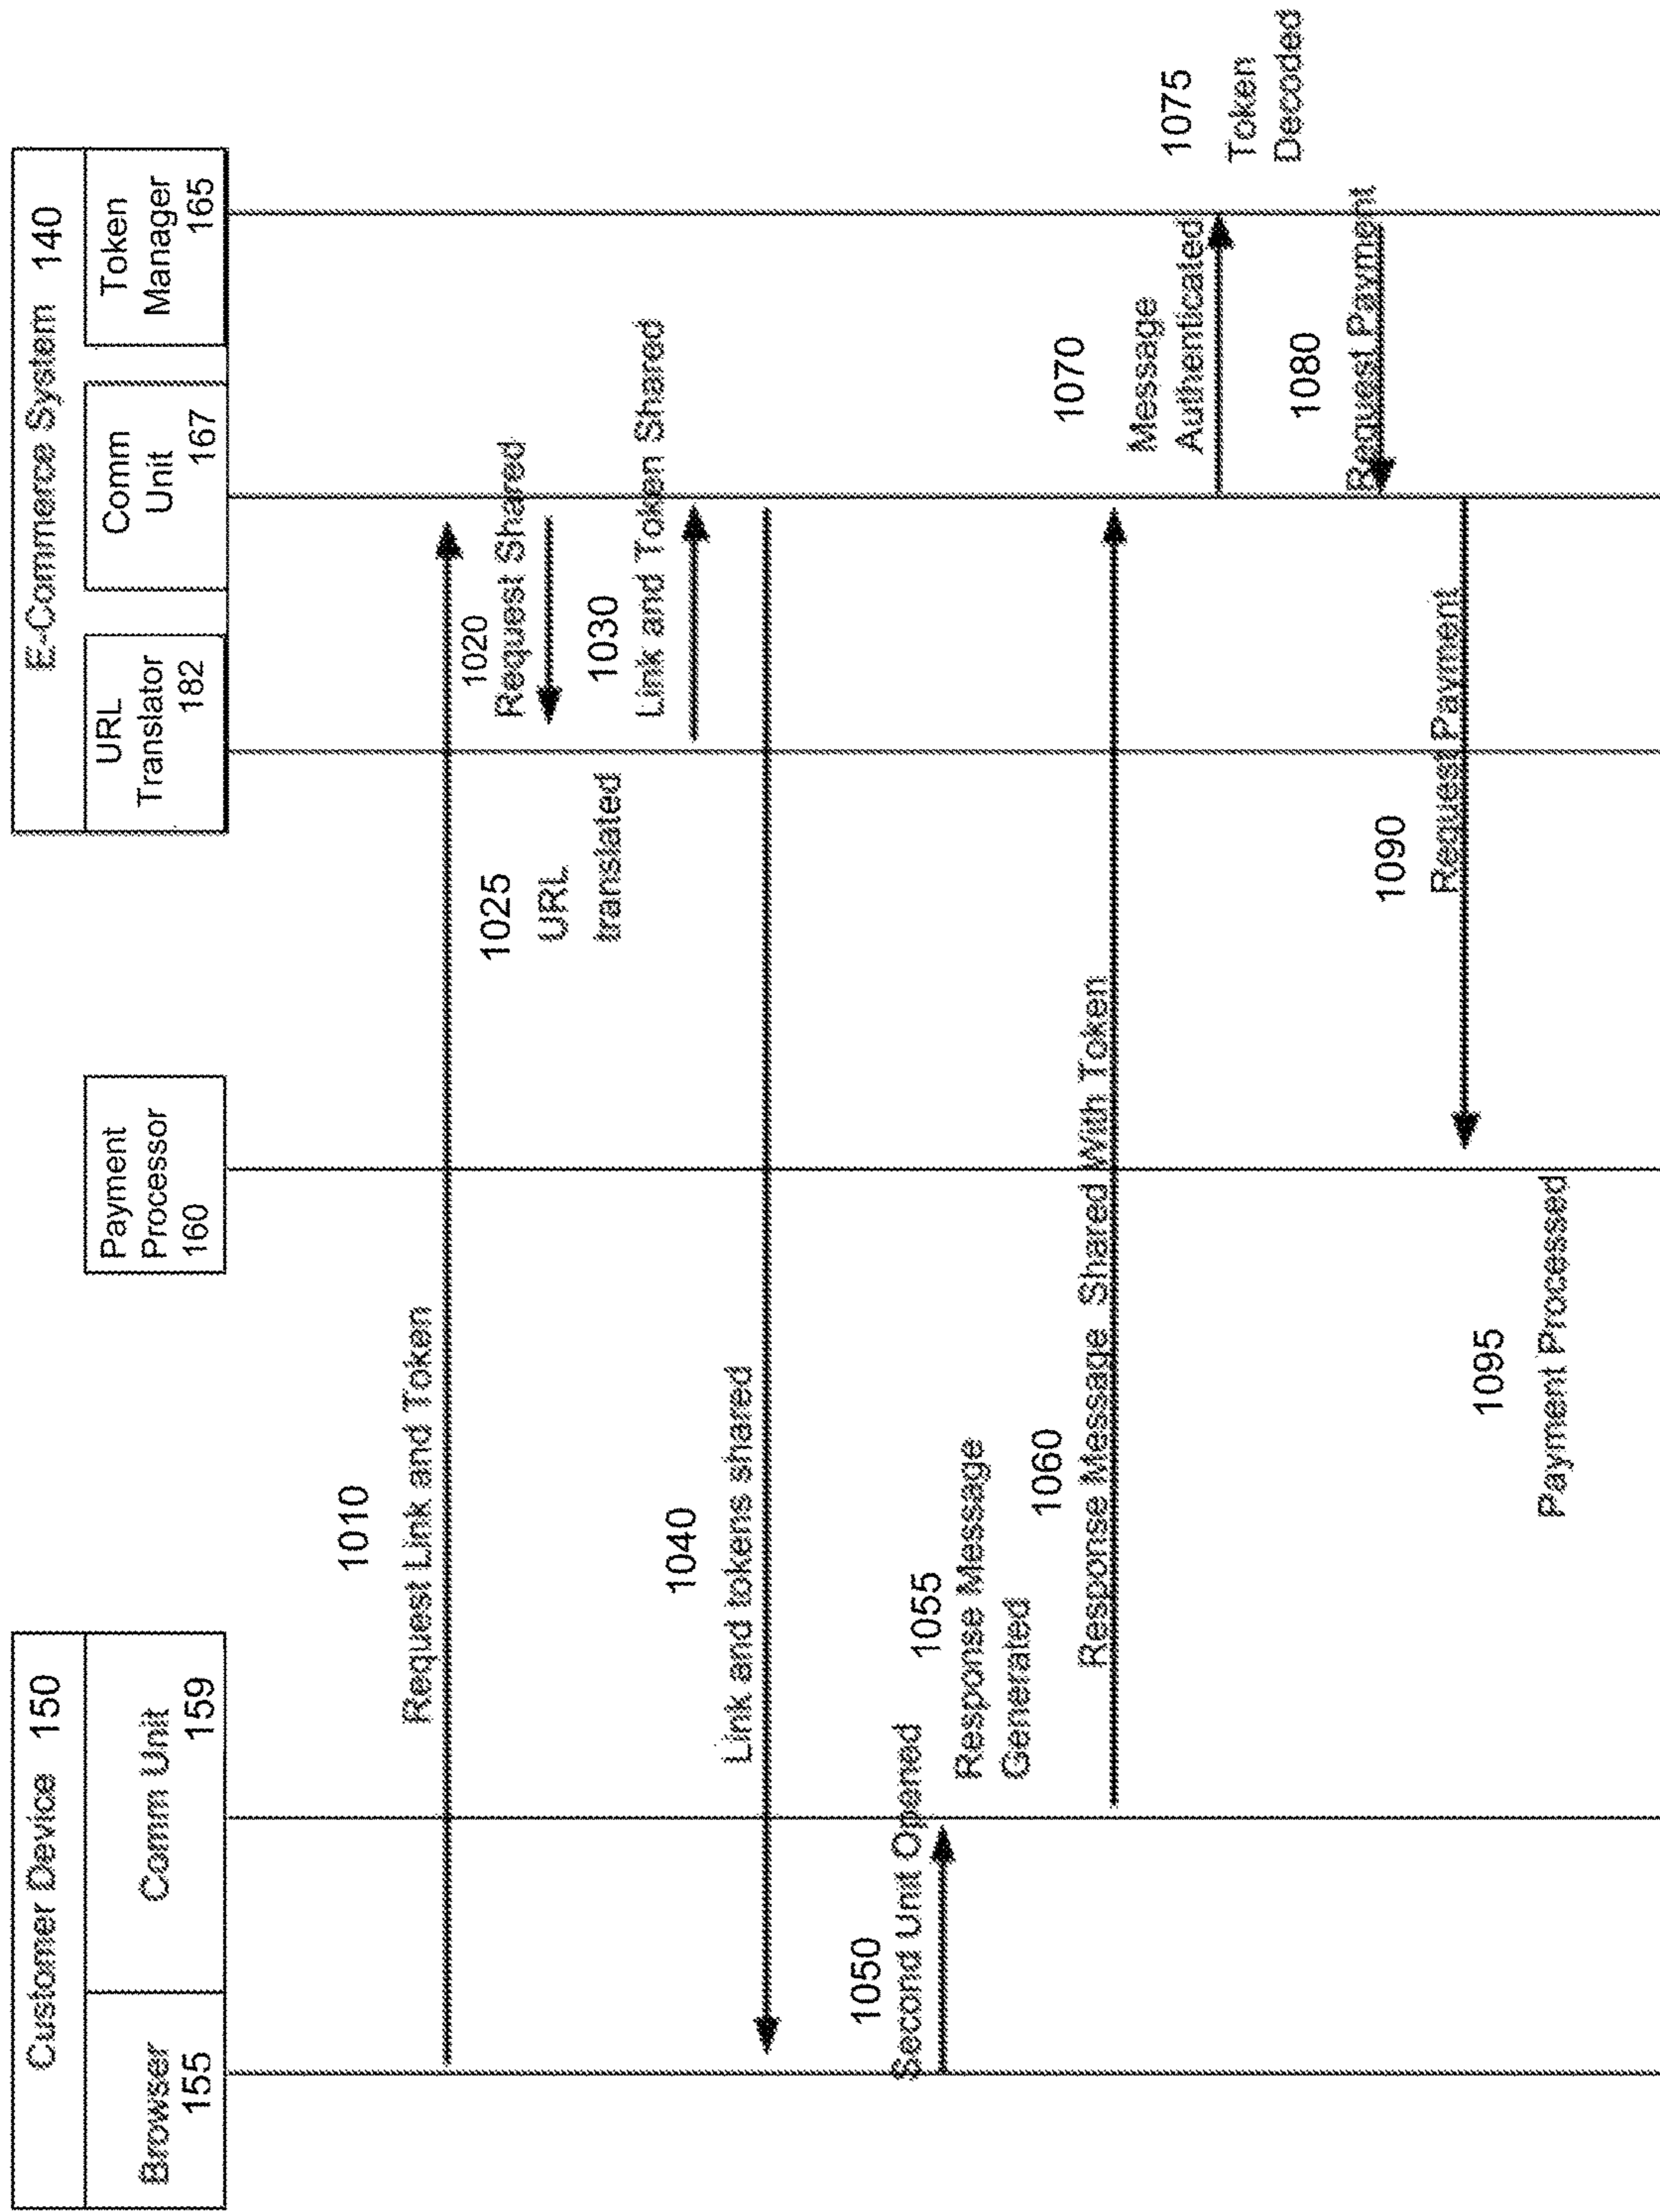 Customer Device 150
Browser
155
Comm Unit
159
Payment
Processor
160
E-Commerce System 140
URL
Translator
182
Comm
Unit
167
Token
Manager
165
1010
Request Link and Token
1020
Request Shared
1025
URL
translated
1030
Link and Token Shared
1040
Link and tokens shared
1050
Second Unit Opened
1055
Response Message
Generated
1060
Response Message Shared With Token
1070
Message
Authenticated
1075
Token
Decoded
1080
Request Payment
1090
Request Payment
1095
Payment Processed